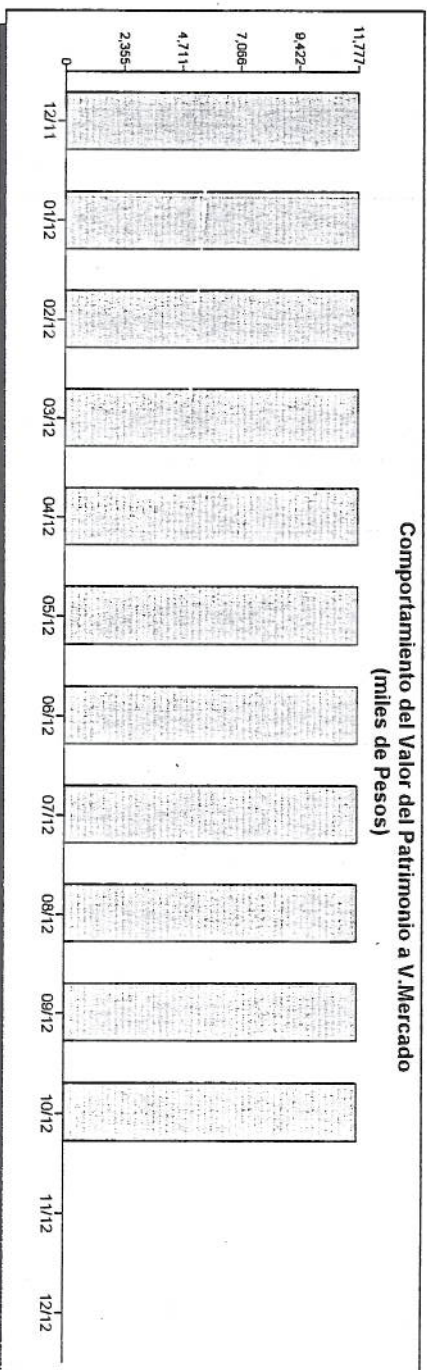 Comportamiento del Valor del Patrimonio a V.Mercado
(miles de Pesos)
11,777
9,422
7,066
4,711
2,355
0
12/11 01/12 02/12 03/12 04/12 05/12 06/12 07/12 08/12 09/12 10/12 11/12 12/12